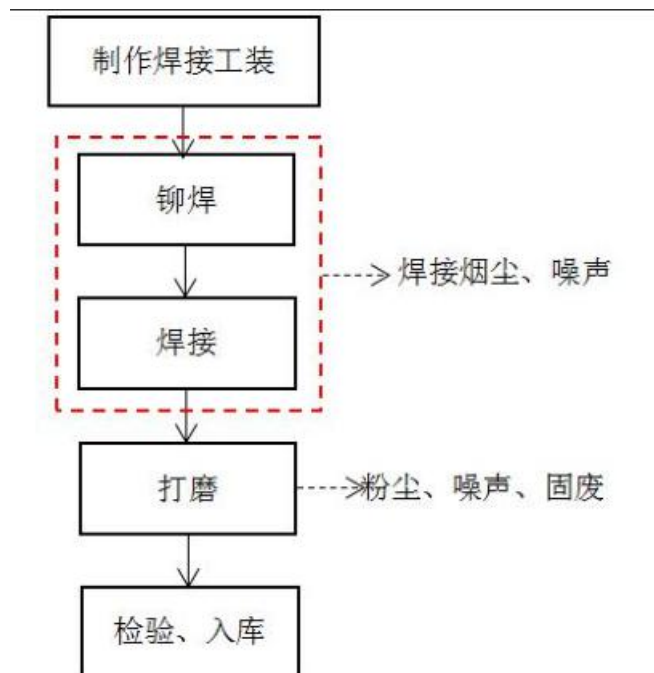 制作焊接工装
铆焊
焊接烟尘、噪声
焊接
打磨
粉尘、噪声、固废
检验、入库